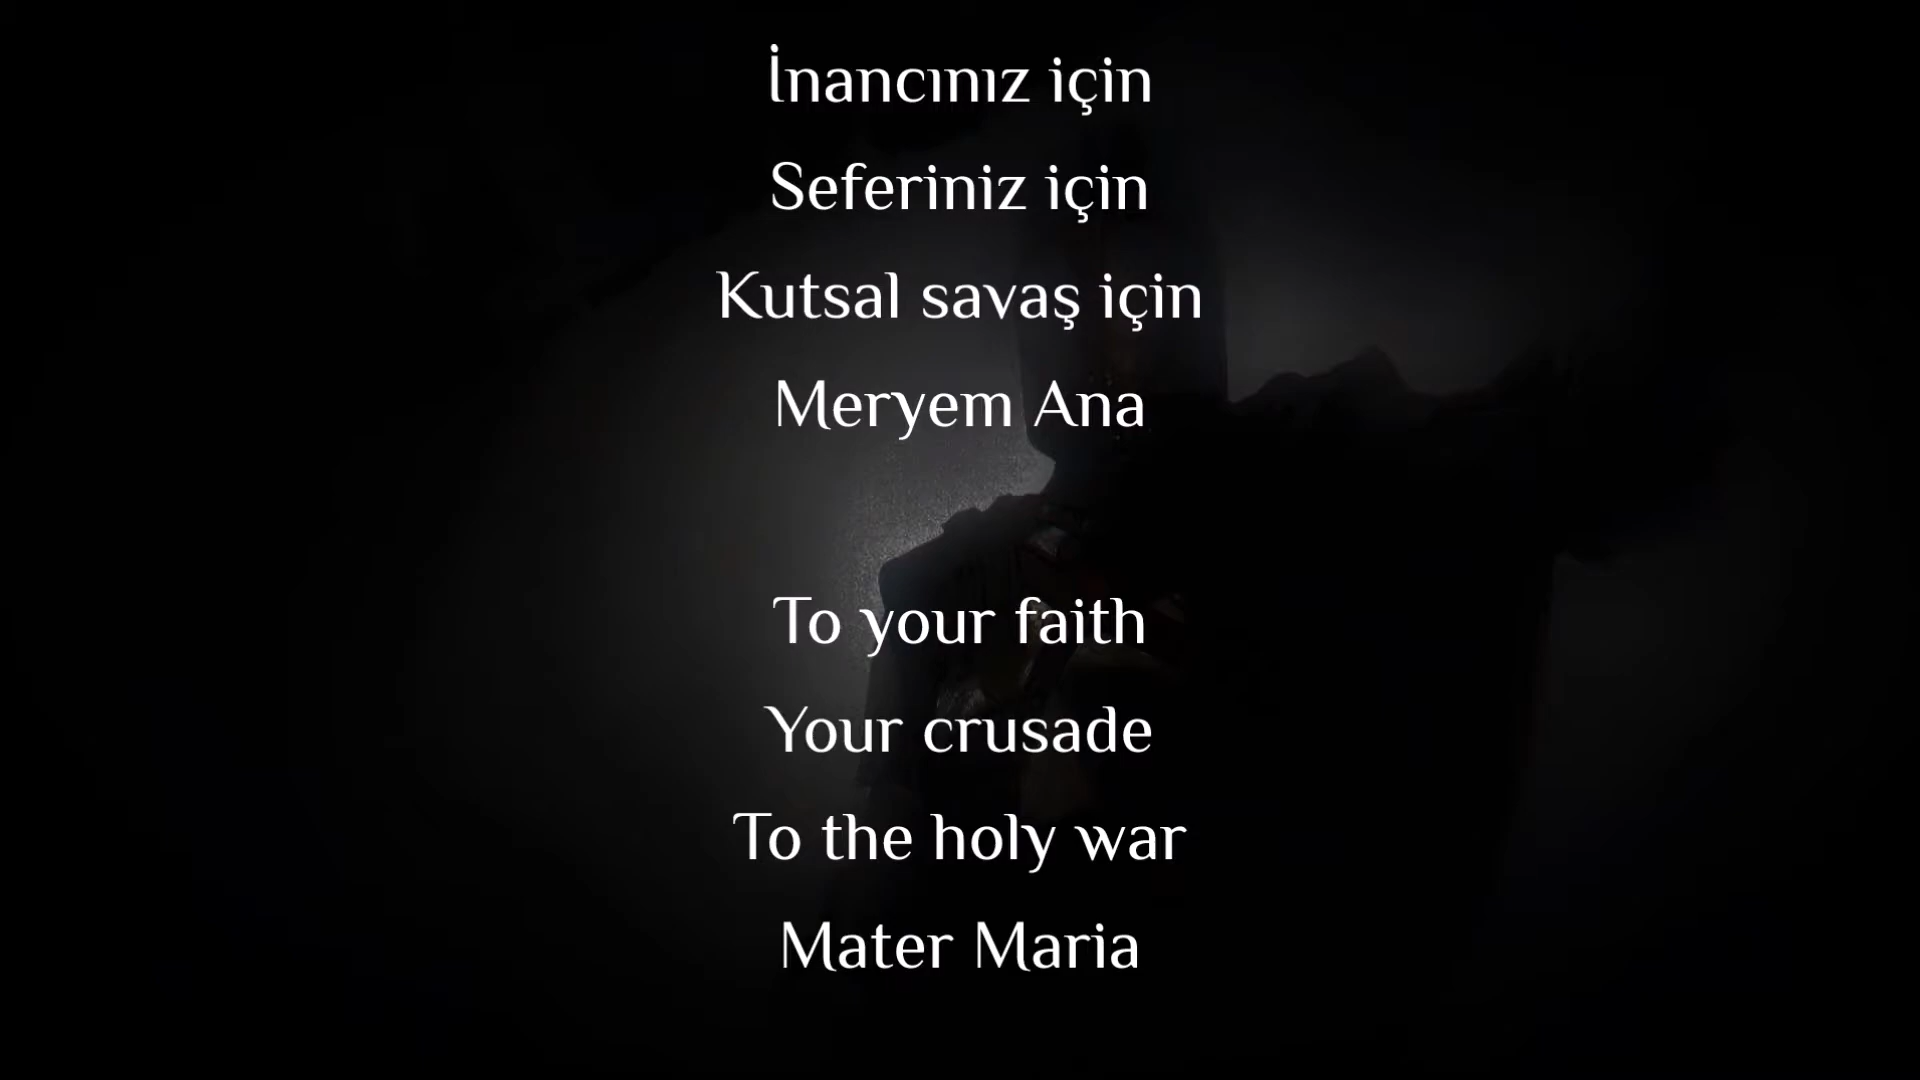 İnancınız için
Seferiniz için
Kutsal savaş için
Meryem Ana
To your faith
Your crusade
To the holy war
Mater Maria